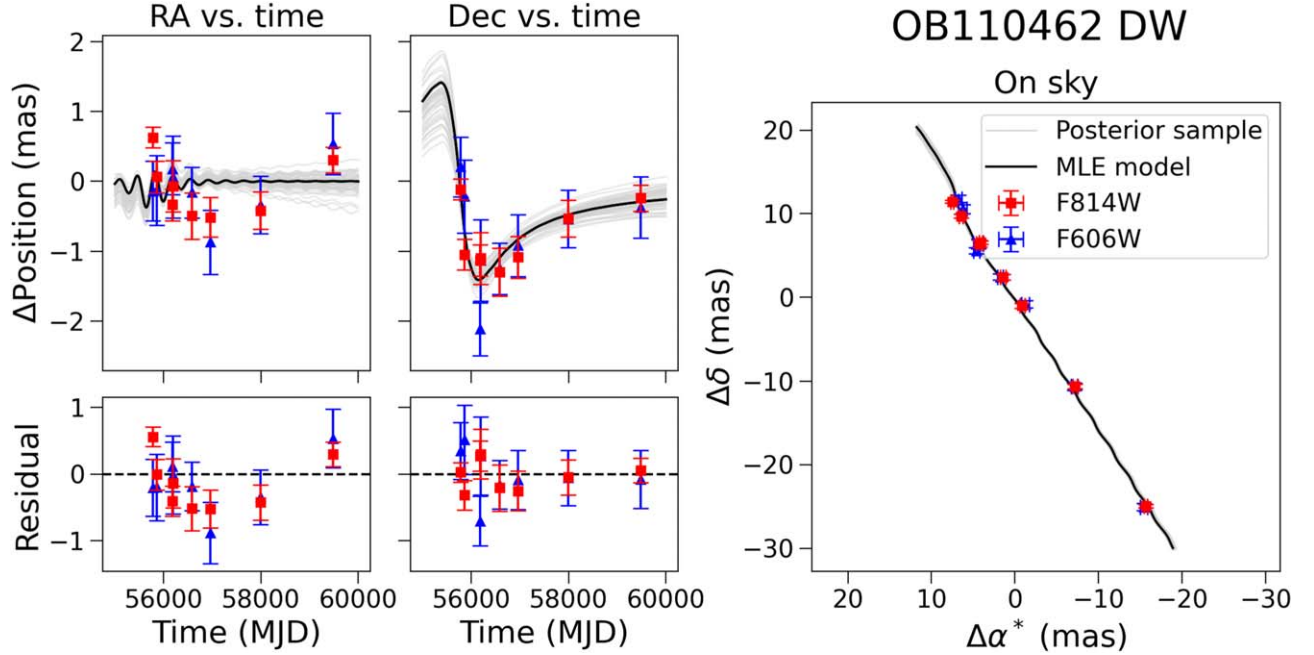 RA vs. time
Dec vs. time
OB110462 DW
On sky
ΔPosition (mas)
2
1
0
−1
−2
Residual
1
0
−1
56000 58000 60000
56000 58000 60000
Time (MJD)
Time (MJD)
Posterior sample
MLE model
F814W
F606W
Δδ (mas)
20
10
0
−10
−20
−30
20 10 0 −10 −20 −30
Δα* (mas)